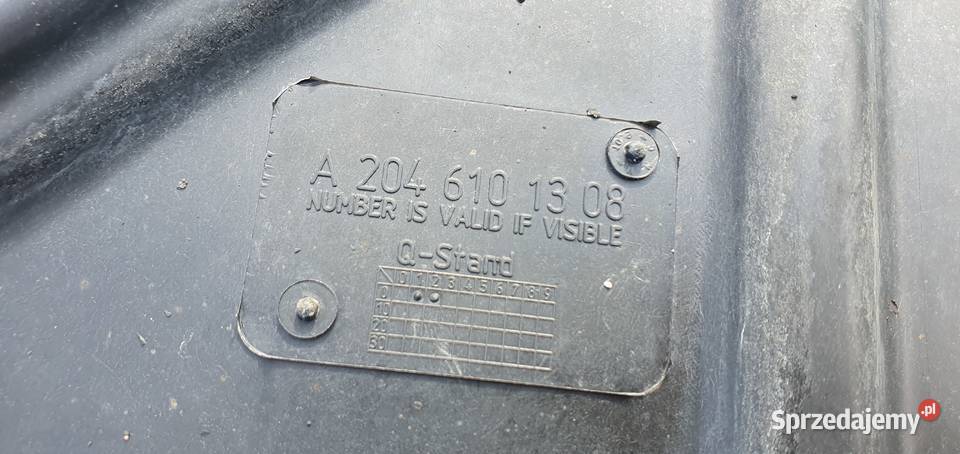 A 204 610 13 08
NUMBER IS VALID IF VISIBLE
Q-Stand
0 1 2 3 4 5 6 7 8 9
0
10
20
30
Sprzedajemy.pl